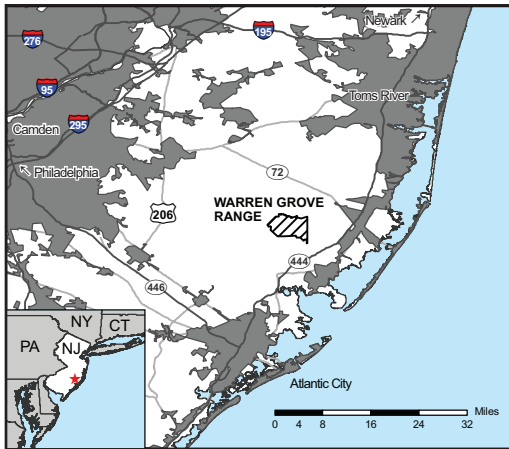 Newark
276
195
95
Toms River
Camden
295
Philadelphia
72
206
WARREN GROVE
RANGE
444
446
NY
CT
PA
NJ
Atlantic City
Miles
0 4 8 16 24 32